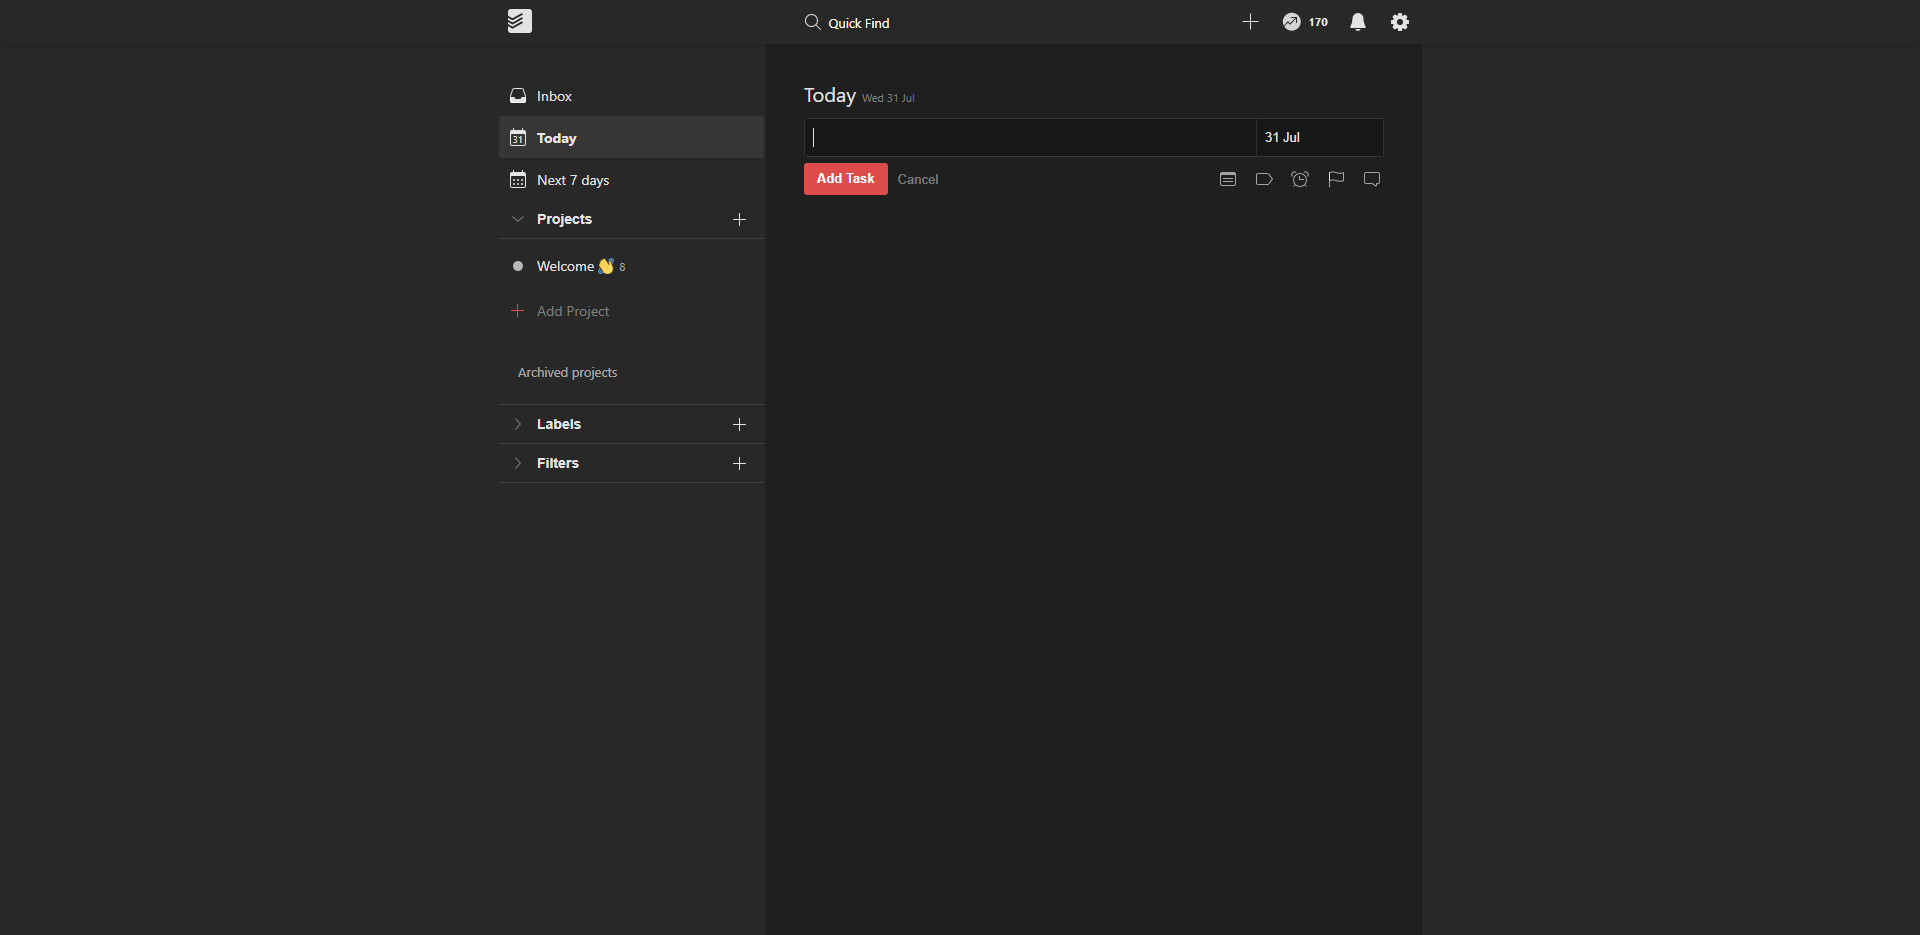 Quick Find
170
Inbox
31
Today
Next 7 days
Projects
Welcome 👋 8
Add Project
Archived projects
Labels
Filters
Today Wed 31 Jul
31 Jul
Add Task Cancel